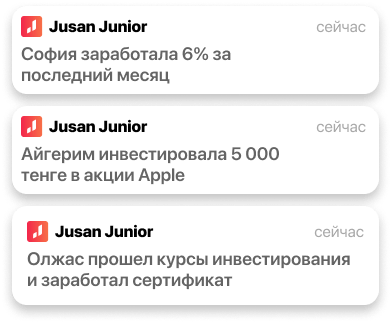 Jusan Junior сейчас
София заработала 6% за
последний месяц
Jusan Junior сейчас
Айгерим инвестировала 5 000
тенге в акции Apple
Jusan Junior сейчас
Олжас прошел курсы инвестирования
и заработал сертификат